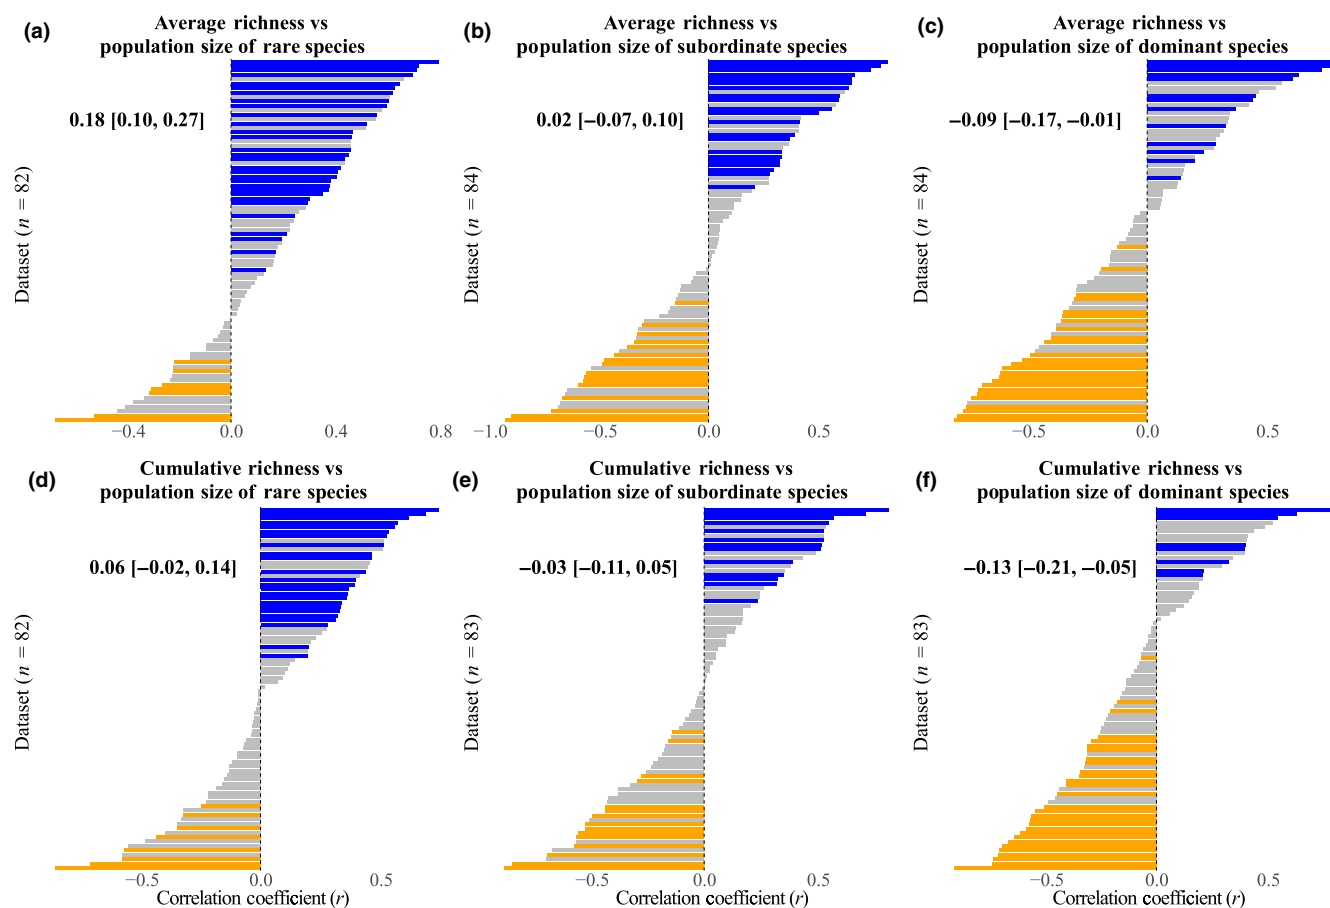 (a)
Average richness vs
population size of rare species
0.18 [0.10, 0.27]
Dataset (n = 82)
−0.4
0.0
0.4
0.8
(b)
Average richness vs
population size of subordinate species
0.02 [−0.07, 0.10]
Dataset (n = 84)
−1.0
−0.5
0.0
0.5
(c)
Average richness vs
population size of dominant species
−0.09 [−0.17, −0.01]
Dataset (n = 84)
−0.5
0.0
0.5
(d)
Cumulative richness vs
population size of rare species
0.06 [−0.02, 0.14]
Dataset (n = 82)
−0.5
0.0
0.5
Correlation coefficient (r)
(e)
Cumulative richness vs
population size of subordinate species
−0.03 [−0.11, 0.05]
Dataset (n = 83)
−0.5
0.0
0.5
Correlation coefficient (r)
(f)
Cumulative richness vs
population size of dominant species
−0.13 [−0.21, −0.05]
Dataset (n = 83)
−0.5
0.0
0.5
Correlation coefficient (r)